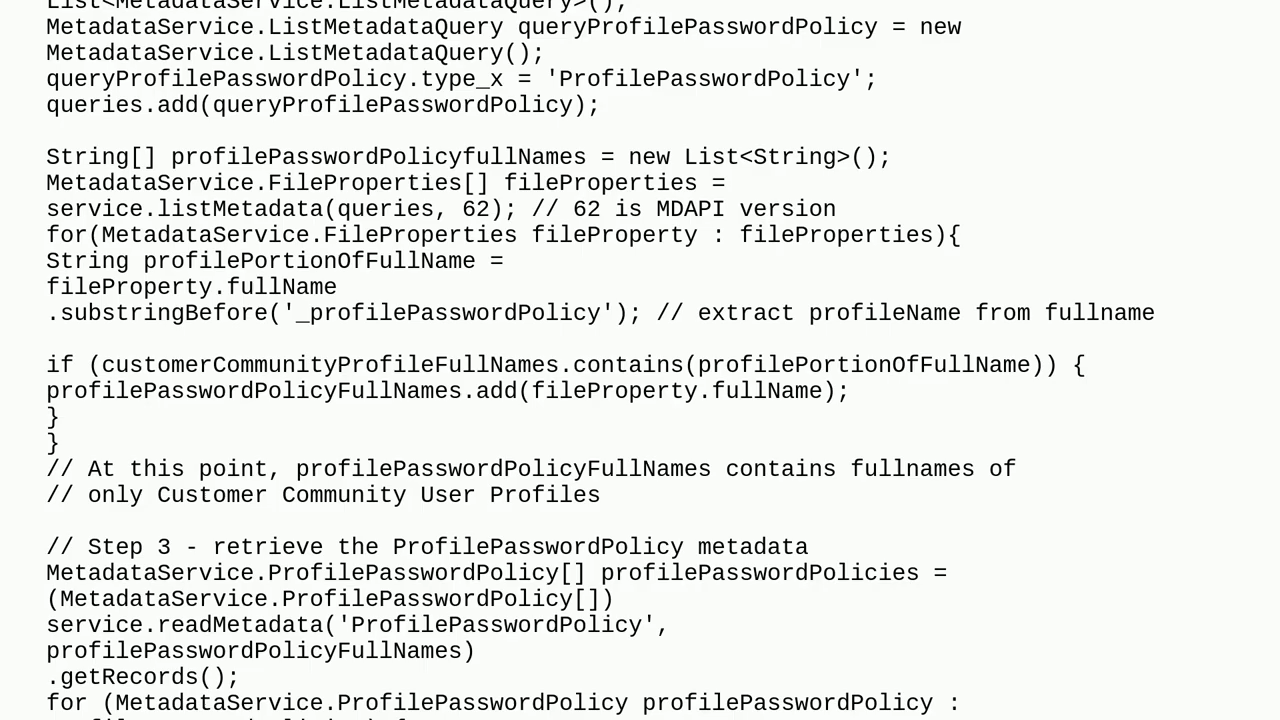 List<MetadataService.ListMetadataQuery>();
MetadataService.ListMetadataQuery queryProfilePasswordPolicy = new
MetadataService.ListMetadataQuery();
queryProfilePasswordPolicy.type_x = 'ProfilePasswordPolicy';
queries.add(queryProfilePasswordPolicy);
String[] profilePasswordPolicyfullNames = new List<String>();
MetadataService.FileProperties[] fileProperties =
service.listMetadata(queries, 62); // 62 is MDAPI version
for(MetadataService.FileProperties fileProperty : fileProperties){
String profilePortionOfFullName =
fileProperty.fullName
.substringBefore('_profilePasswordPolicy'); // extract profileName from fullname
if (customerCommunityProfileFullNames.contains(profilePortionOfFullName)) {
profilePasswordPolicyFullNames.add(fileProperty.fullName);
}
}
// At this point, profilePasswordPolicyFullNames contains fullnames of
// only Customer Community User Profiles
// Step 3 - retrieve the ProfilePasswordPolicy metadata
MetadataService.ProfilePasswordPolicy[] profilePasswordPolicies =
(MetadataService.ProfilePasswordPolicy[])
service.readMetadata('ProfilePasswordPolicy',
profilePasswordPolicyFullNames)
.getRecords();
for (MetadataService.ProfilePasswordPolicy profilePasswordPolicy :